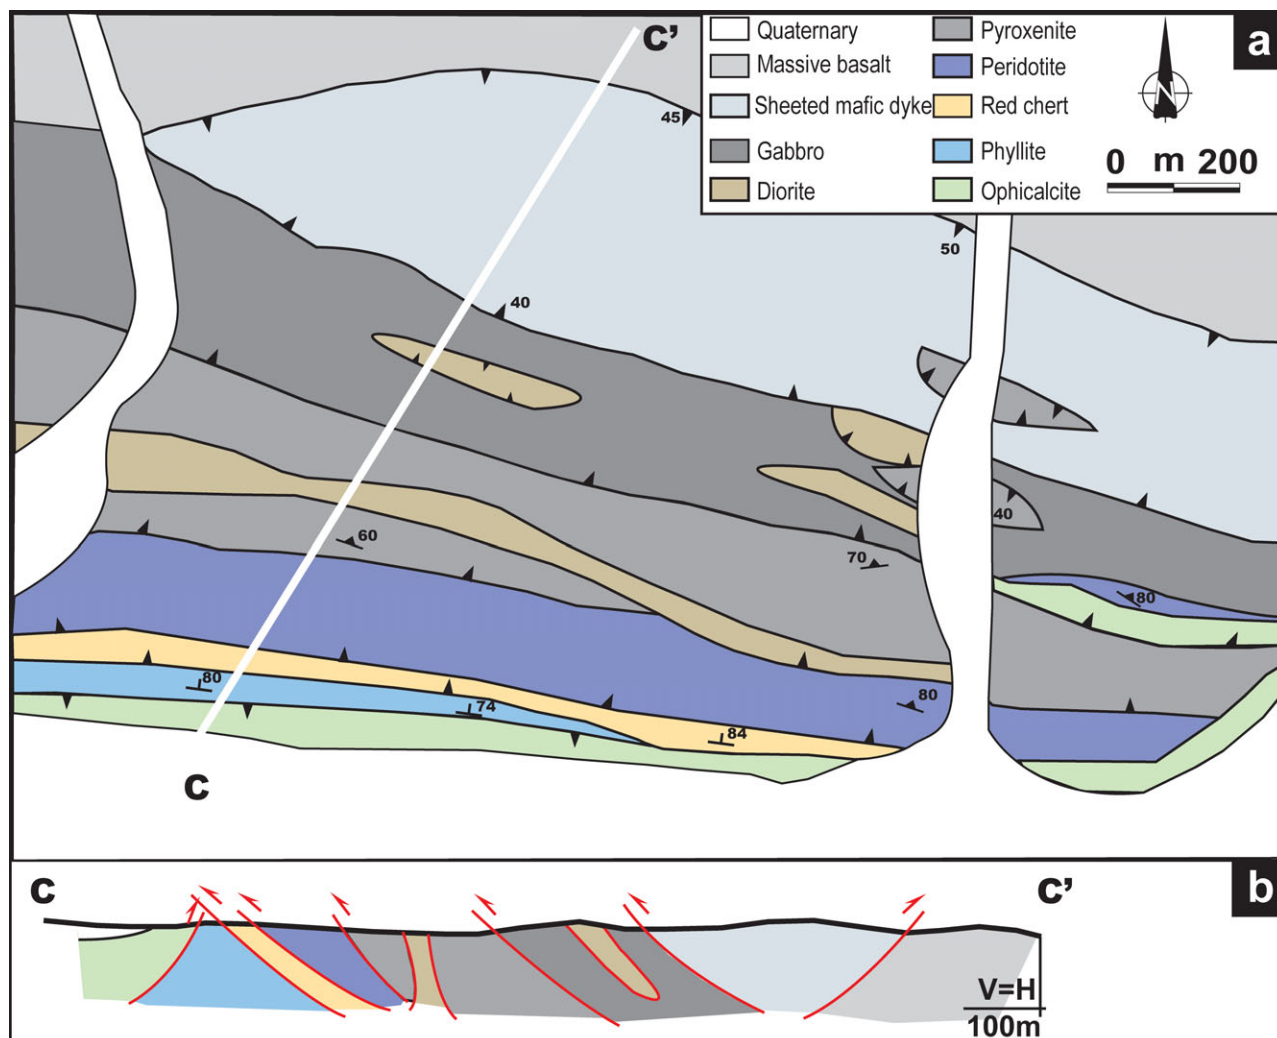 C'
Quaternary
Massive basalt
Sheeted mafic dyke
Gabbro
Diorite
Pyroxenite
Peridotite
Red chert
Phyllite
Ophicalcite
N
0 m 200
a
45
50
40
40
60
70
80
80
74
84
80
C
b
C
C'
V=H
100m